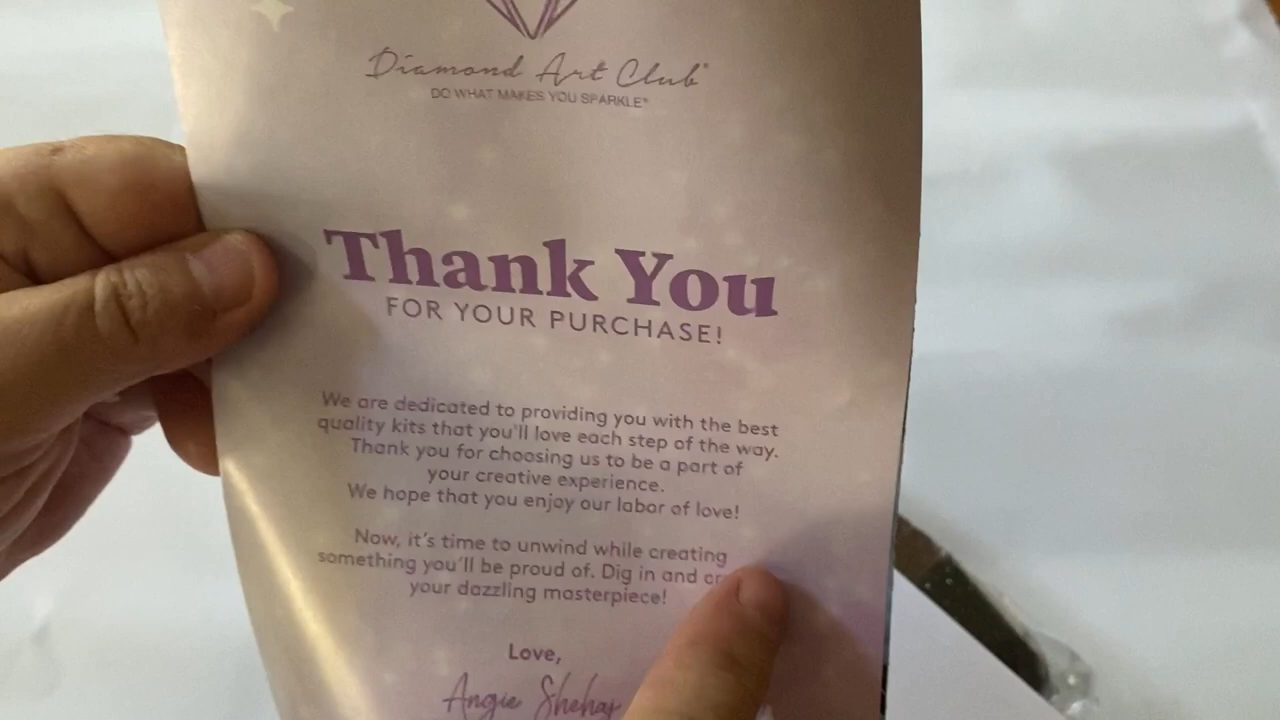 Diamond Art Club®
DO WHAT MAKES YOU SPARKLE®
Thank You
FOR YOUR PURCHASE!
We are dedicated to providing you with the best
quality kits that you'll love each step of the way.
Thank you for choosing us to be a part of
your creative experience.
We hope that you enjoy our labor of love!
Now, it's time to unwind while creating
something you'll be proud of. Dig in and
your dazzling masterpiece!
Love,
Angie Shehaj